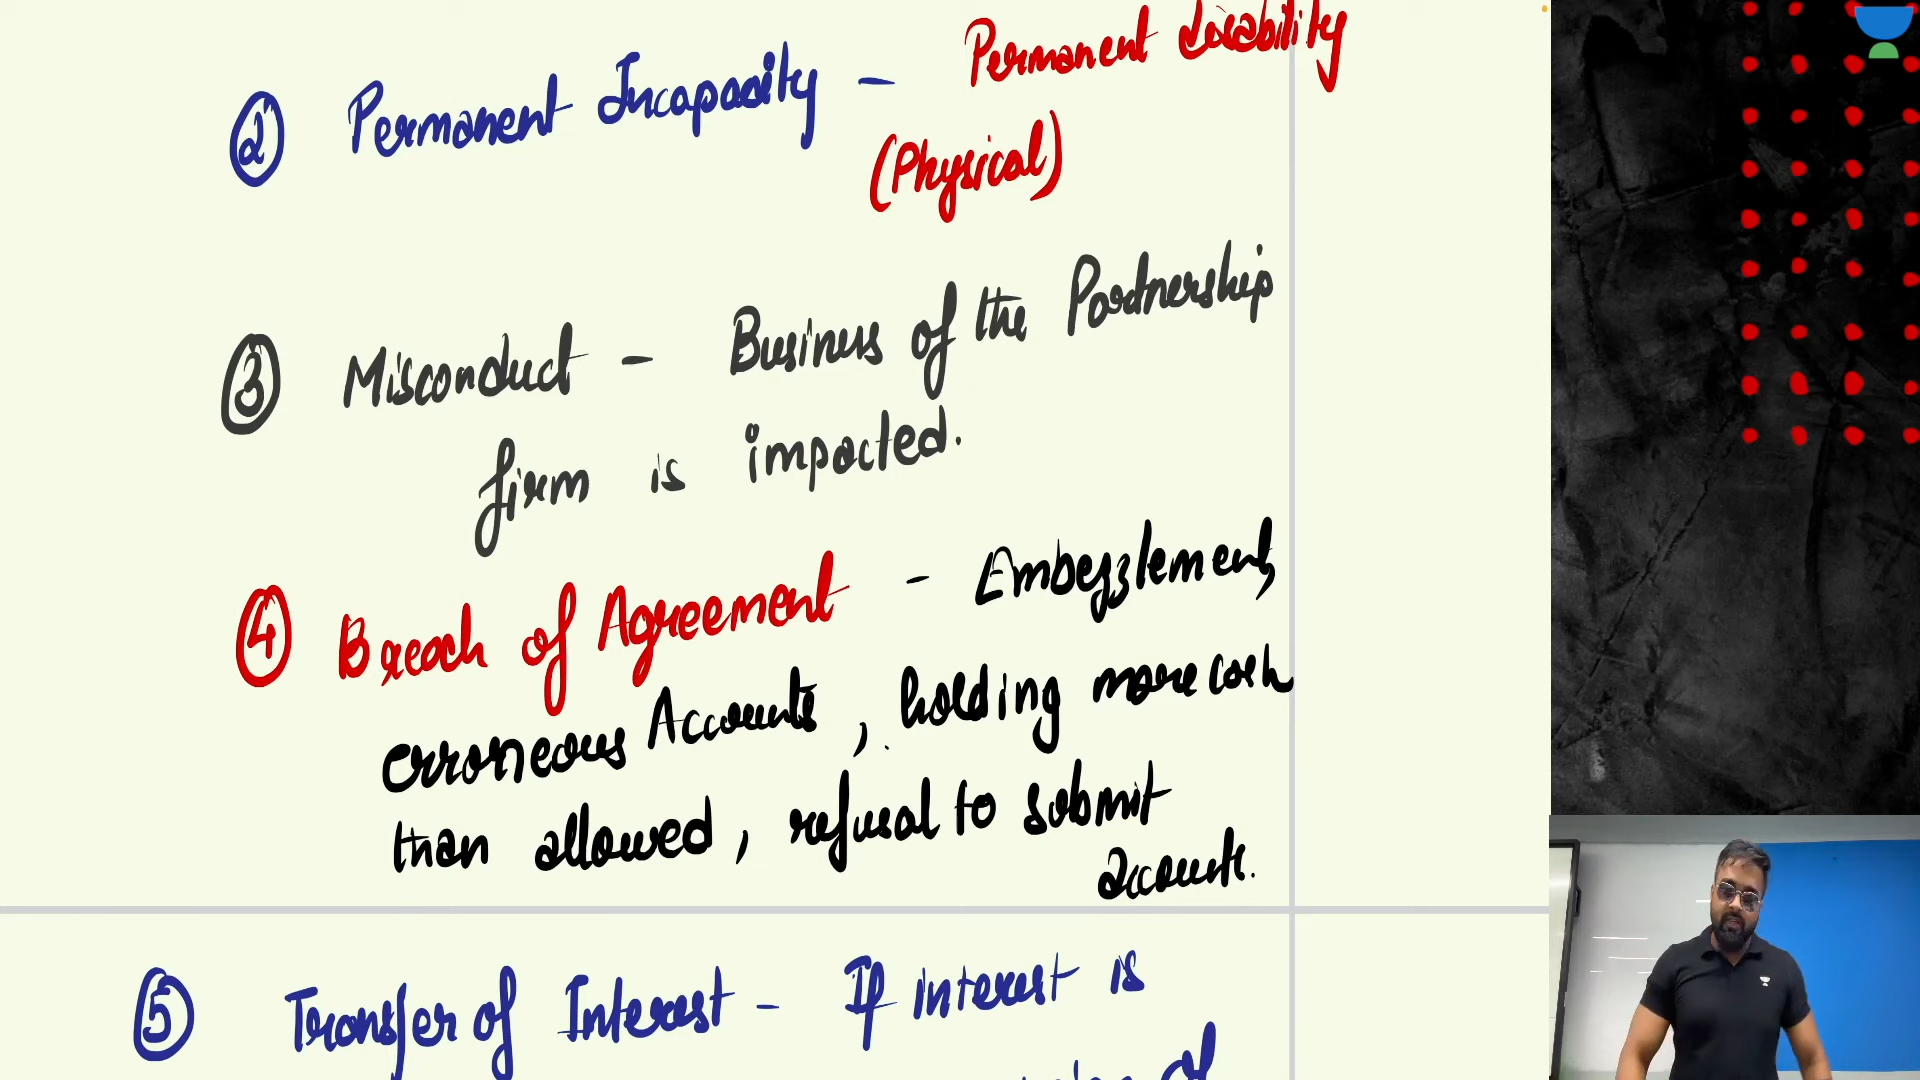 ② Permanent Incapacity – Permanent disability
(Physical)
③ Misconduct – Business of the Partnership
firm is impacted.
④ Breach of Agreement – Embezzlement,
erroneous Accounts, holding more cash
than allowed, refusal to submit
accounts.
⑤ Transfer of Interest – If interest is
of